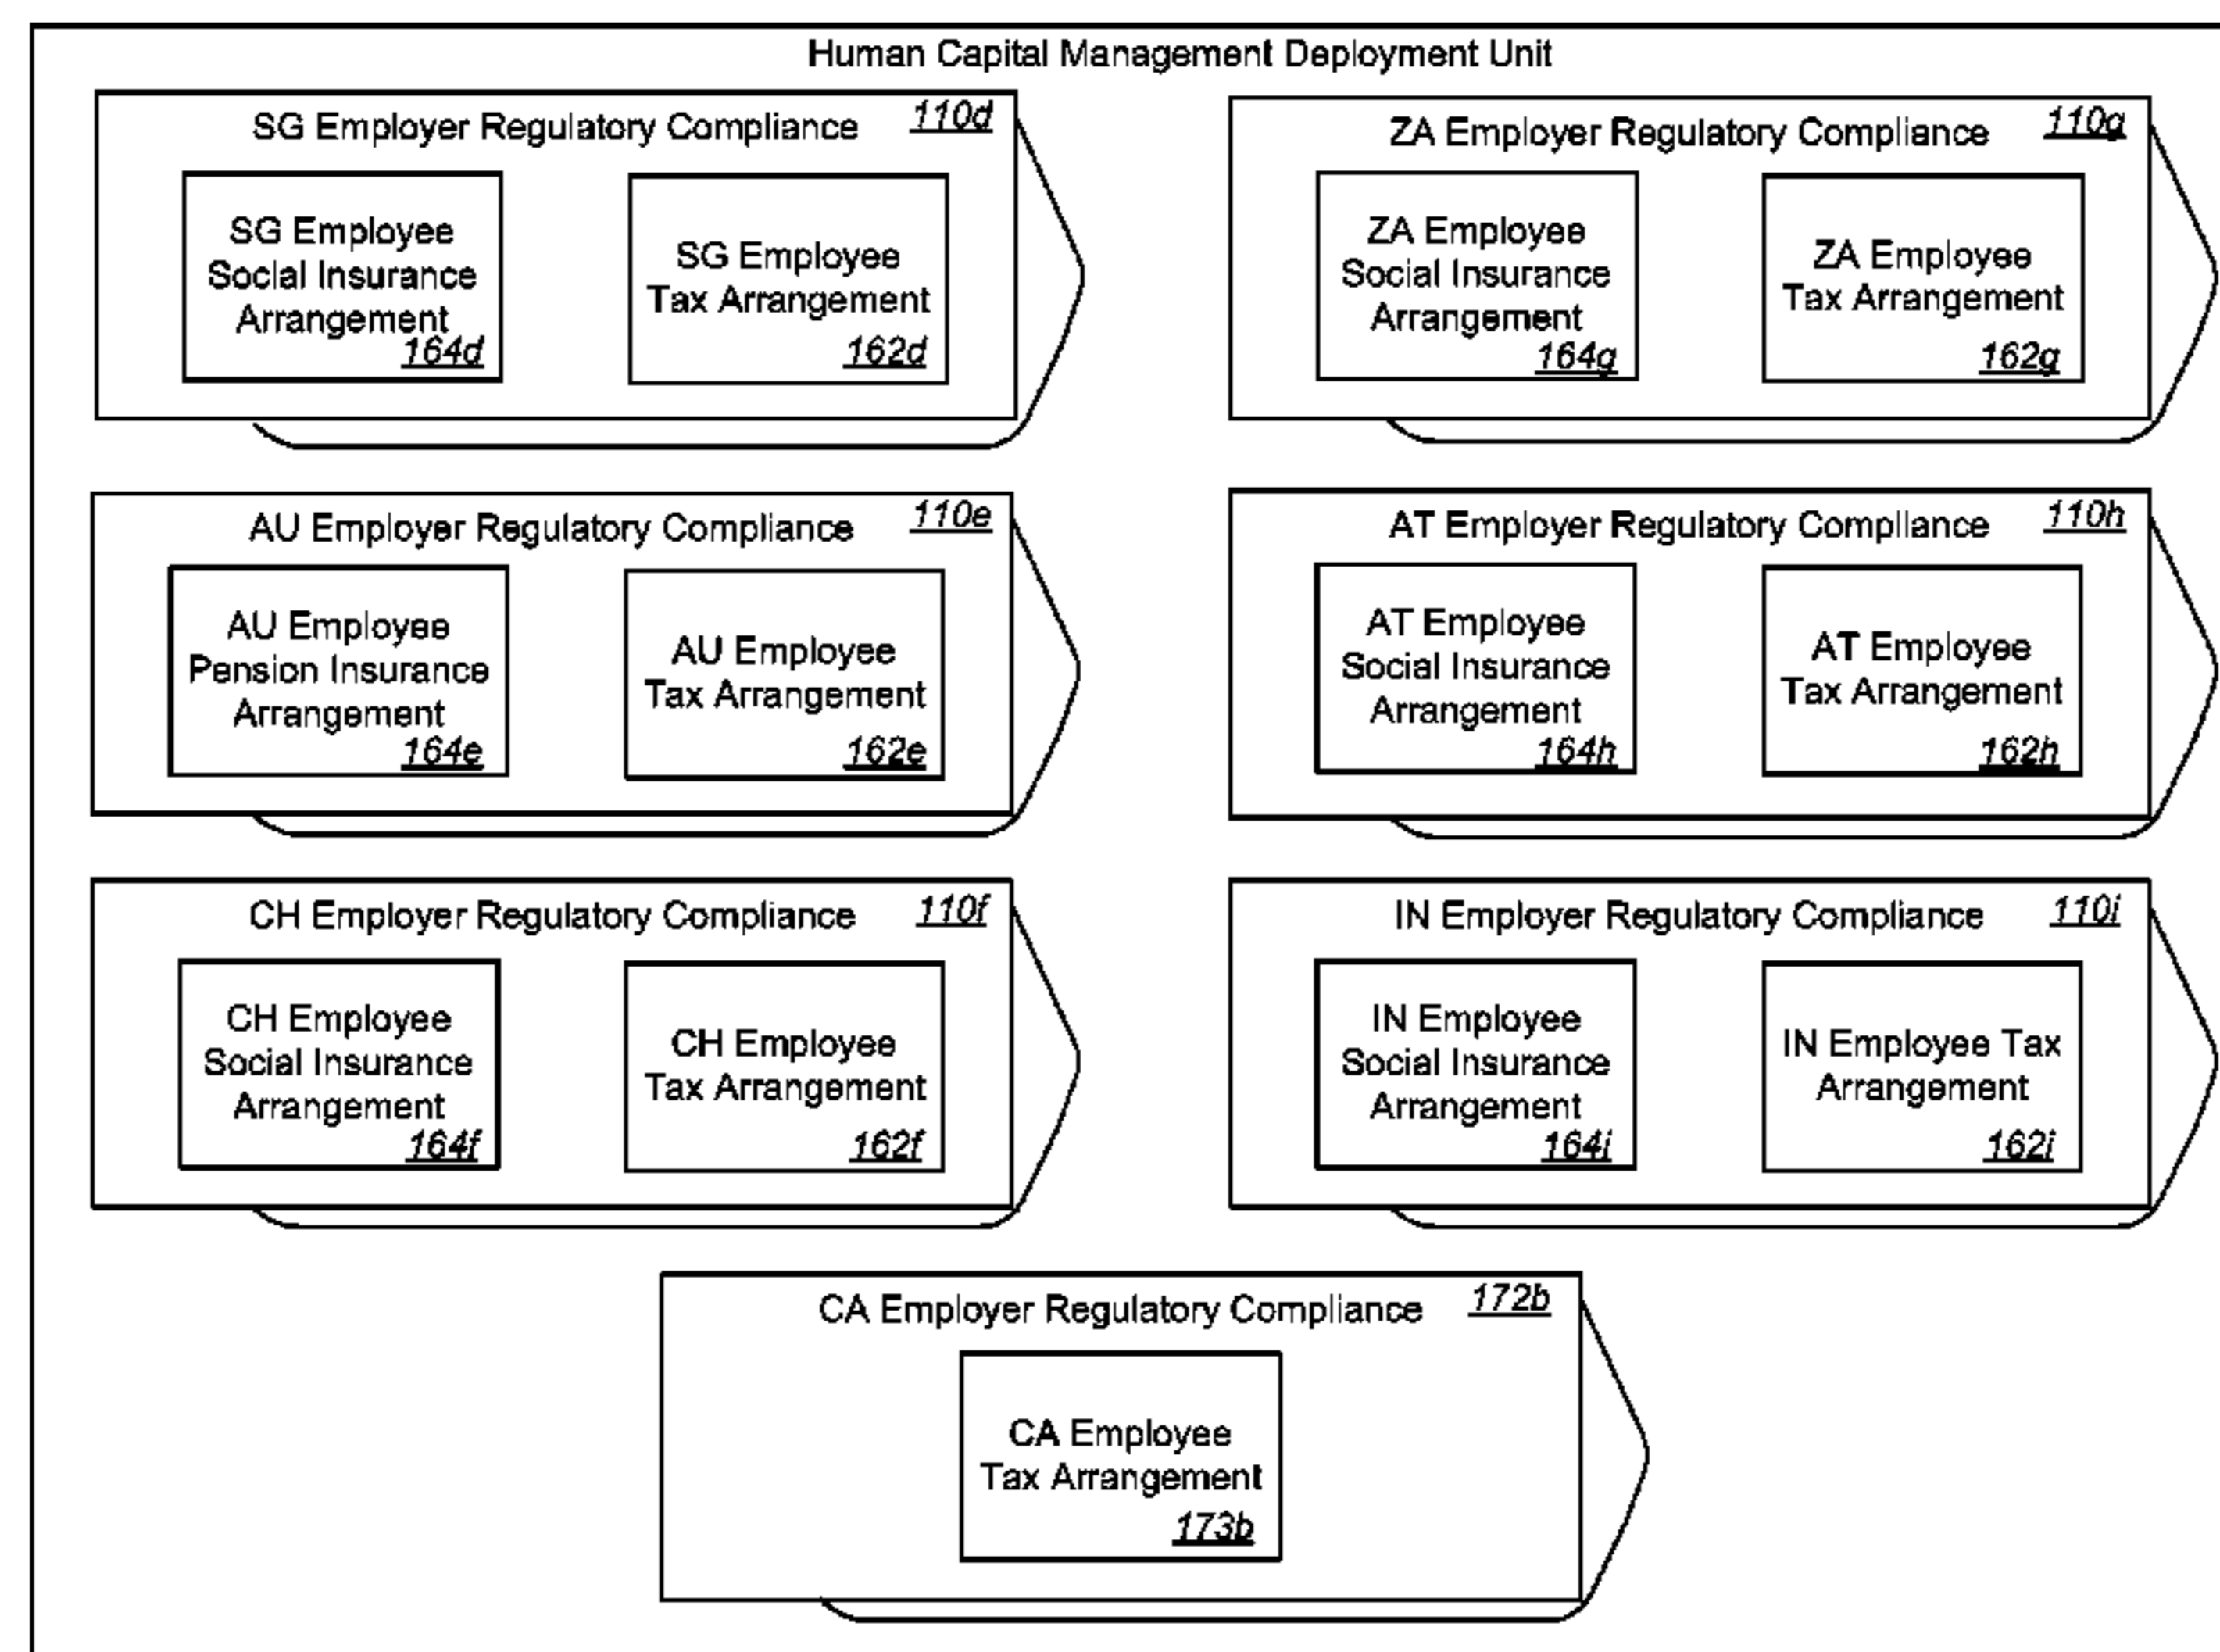 Human Capital Management Deployment Unit
SG Employer Regulatory Compliance 110d
SG Employee
Social Insurance
Arrangement
164d
SG Employee
Tax Arrangement
162d
ZA Employer Regulatory Compliance 110g
ZA Employee
Social Insurance
Arrangement
164g
ZA Employee
Tax Arrangement
162g
AU Employer Regulatory Compliance 110e
AU Employee
Pension Insurance
Arrangement
164e
AU Employee
Tax Arrangement
162e
AT Employer Regulatory Compliance 110h
AT Employee
Social Insurance
Arrangement
164h
AT Employee
Tax Arrangement
162h
CH Employer Regulatory Compliance 110f
CH Employee
Social Insurance
Arrangement
164f
CH Employee
Tax Arrangement
162f
IN Employer Regulatory Compliance 110i
IN Employee
Social Insurance
Arrangement
164i
IN Employee Tax
Arrangement
162i
CA Employer Regulatory Compliance 172b
CA Employee
Tax Arrangement
173b